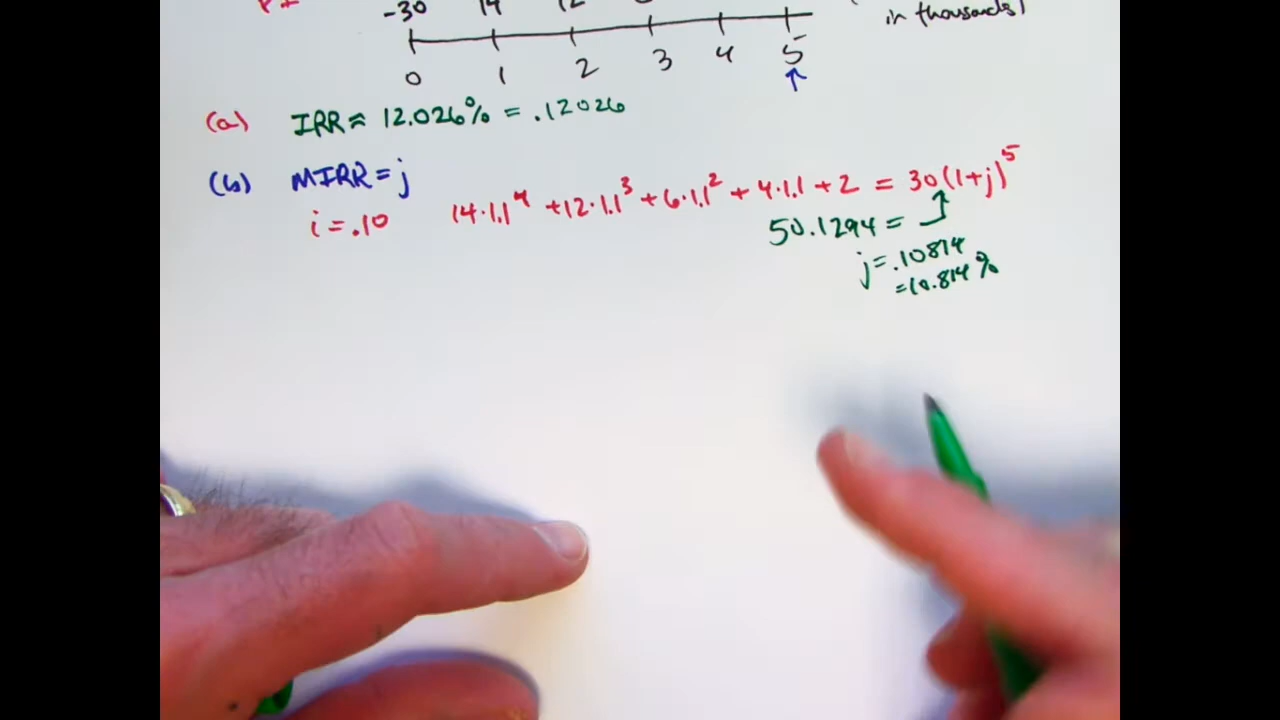 -30 14 12
in thousands)
0 1 2 3 4 5
↑
(a) IRR ≈ 12.026% = .12026
(b) MIRR = j
14·1.1^4 + 12·1.1^3 + 6·1.1^2 + 4·1.1 + 2 = 30(1+j)^5
i = .10
50.1294 =
j = .10814
= 10.814%